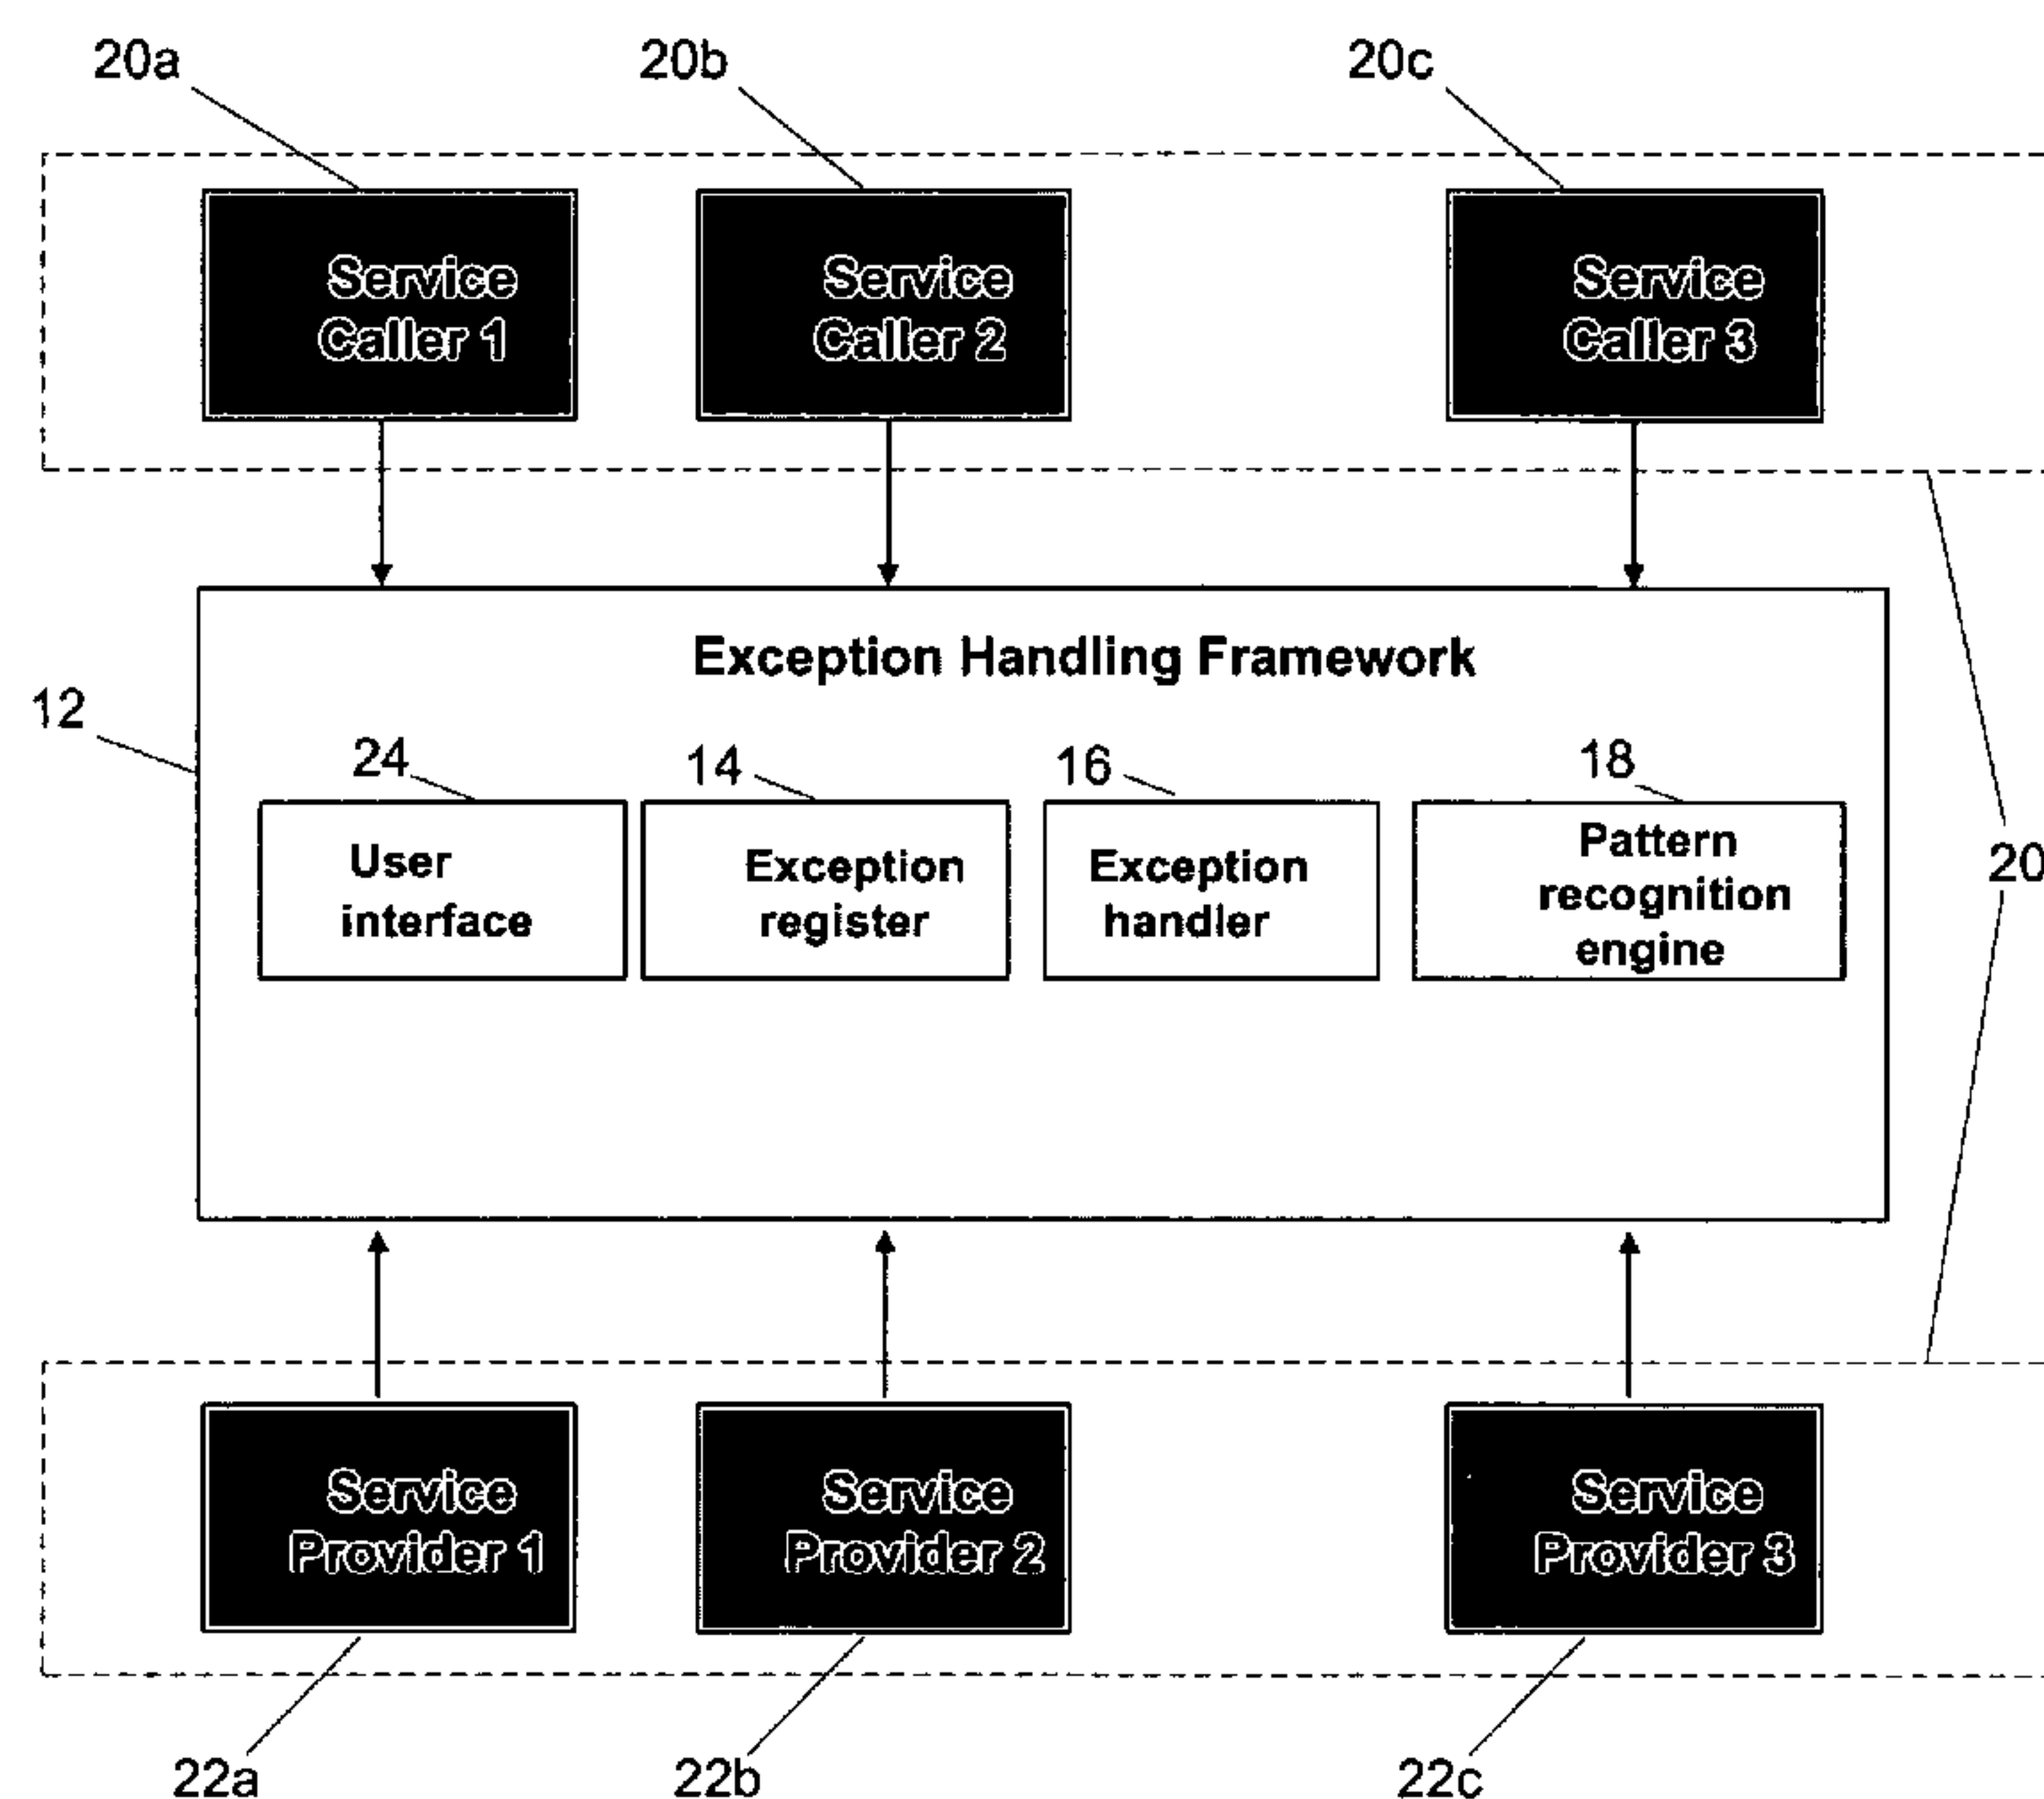 20a
20b
20c
Service
Caller 1
Service
Caller 2
Service
Caller 3
Exception Handling Framework
12
24
14
16
18
User
interface
Exception
register
Exception
handler
Pattern
recognition
engine
20
Service
Provider 1
Service
Provider 2
Service
Provider 3
22a
22b
22c